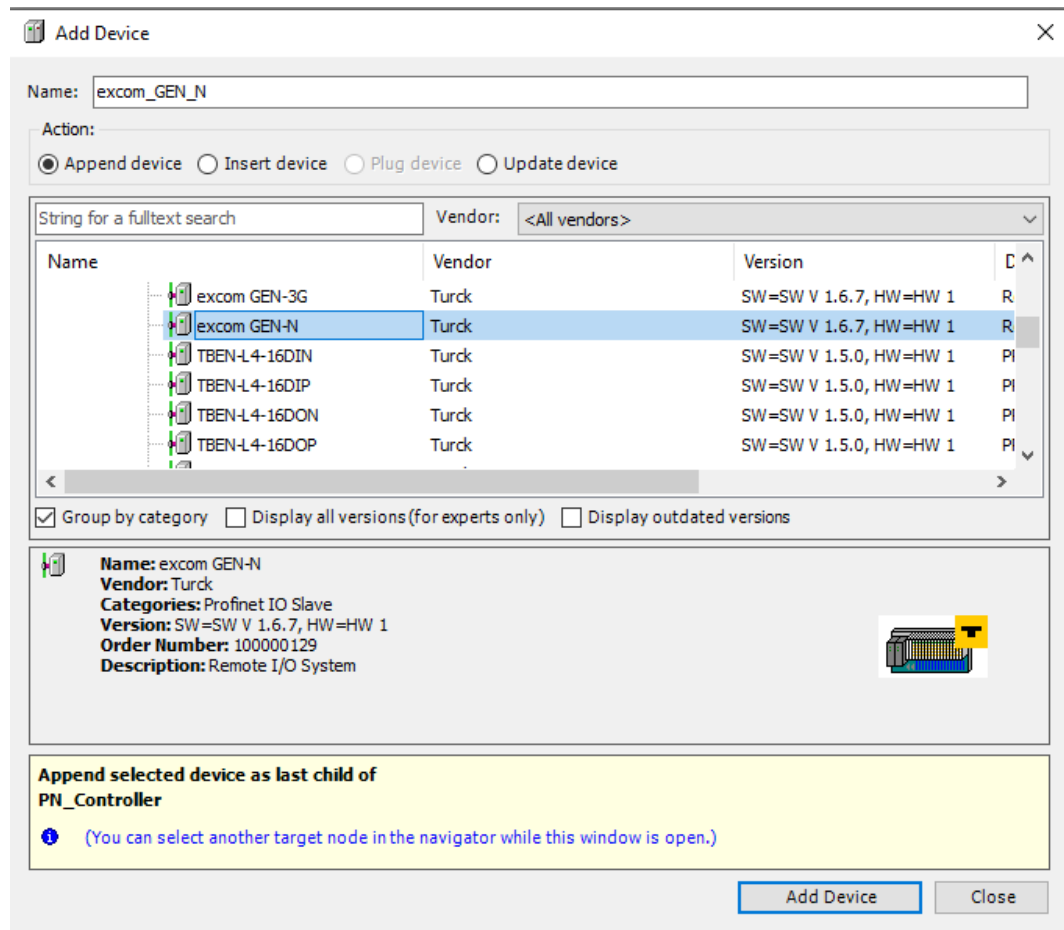 Add Device
Name: excom_GEN_N
Action:
Append device Insert device Plug device Update device
String for a fulltext search Vendor: <All vendors>
Name Vendor Version
excom GEN-3G Turck SW=SW V 1.6.7, HW=HW 1 R
excom GEN-N Turck SW=SW V 1.6.7, HW=HW 1 R
TBEN-L4-16DIN Turck SW=SW V 1.5.0, HW=HW 1
TBEN-L4-16DIP Turck SW=SW V 1.5.0, HW=HW 1
TBEN-L4-16DON Turck SW=SW V 1.5.0, HW=HW 1
TBEN-L4-16DOP Turck SW=SW V 1.5.0, HW=HW 1
Group by category Display all versions (for experts only) Display outdated versions
Name: excom GEN-N
Vendor: Turck
Categories: Profinet IO Slave
Version: SW=SW V 1.6.7, HW=HW 1
Order Number: 100000129
Description: Remote I/O System
Append selected device as last child of
PN_Controller
(You can select another target node in the navigator while this window is open.)
Add Device Close